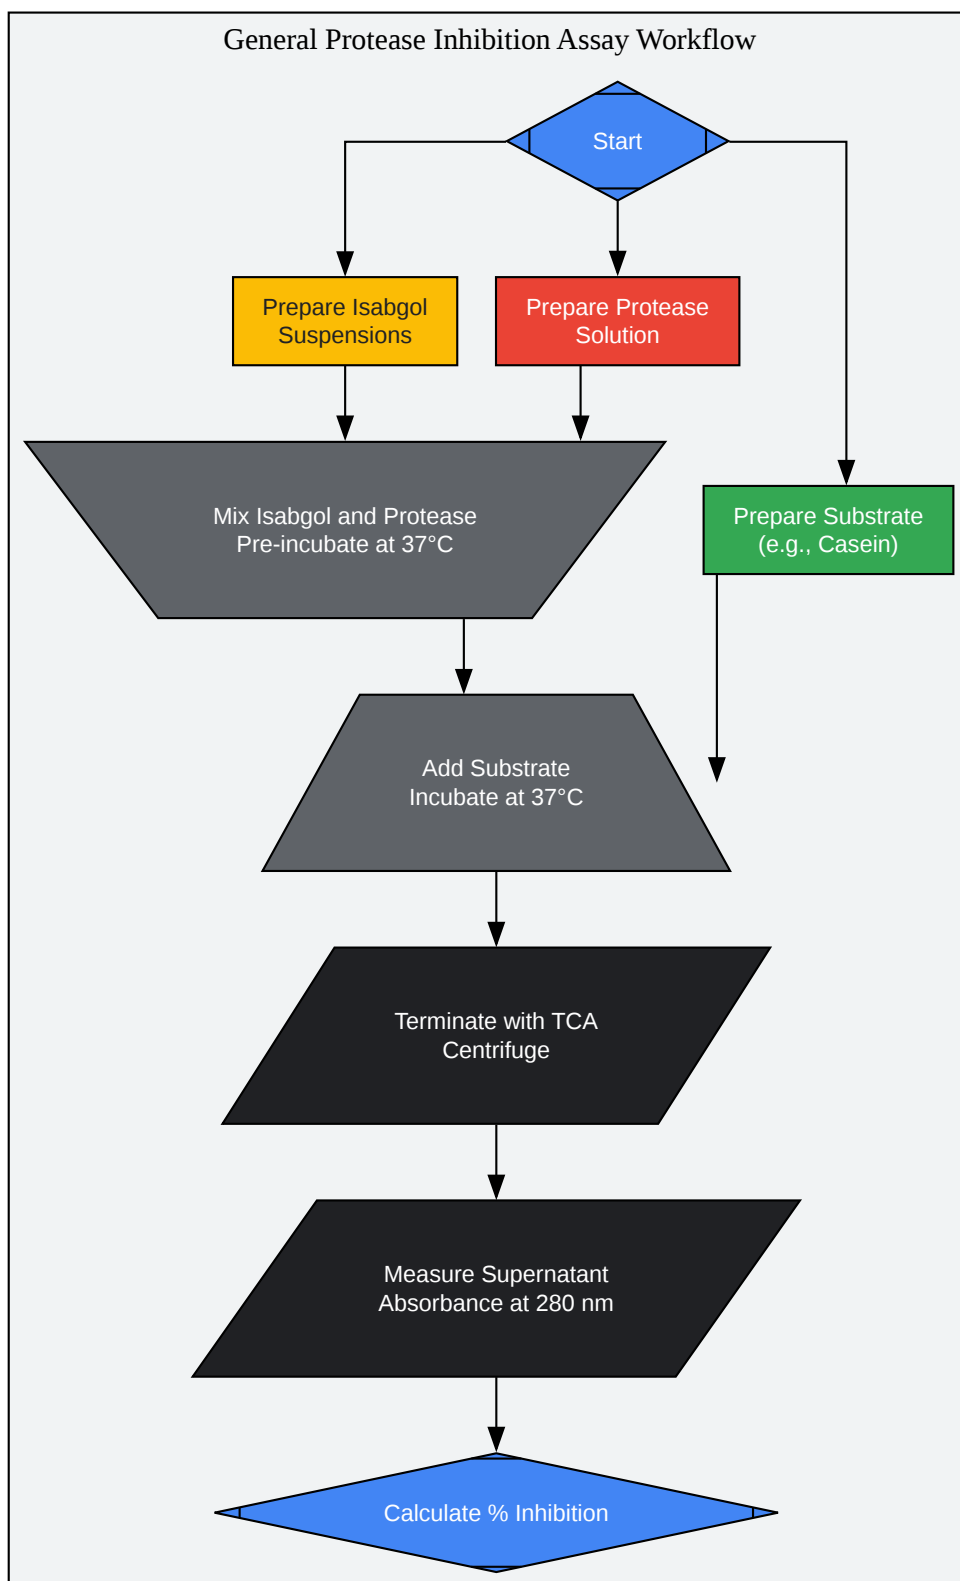 General Protease Inhibition Assay Workflow
Start
Prepare Isabgol
Suspensions
Prepare Protease
Solution
Mix Isabgol and Protease
Pre-incubate at 37°C
Prepare Substrate
(e.g., Casein)
Add Substrate
Incubate at 37°C
Terminate with TCA
Centrifuge
Measure Supernatant
Absorbance at 280 nm
Calculate % Inhibition